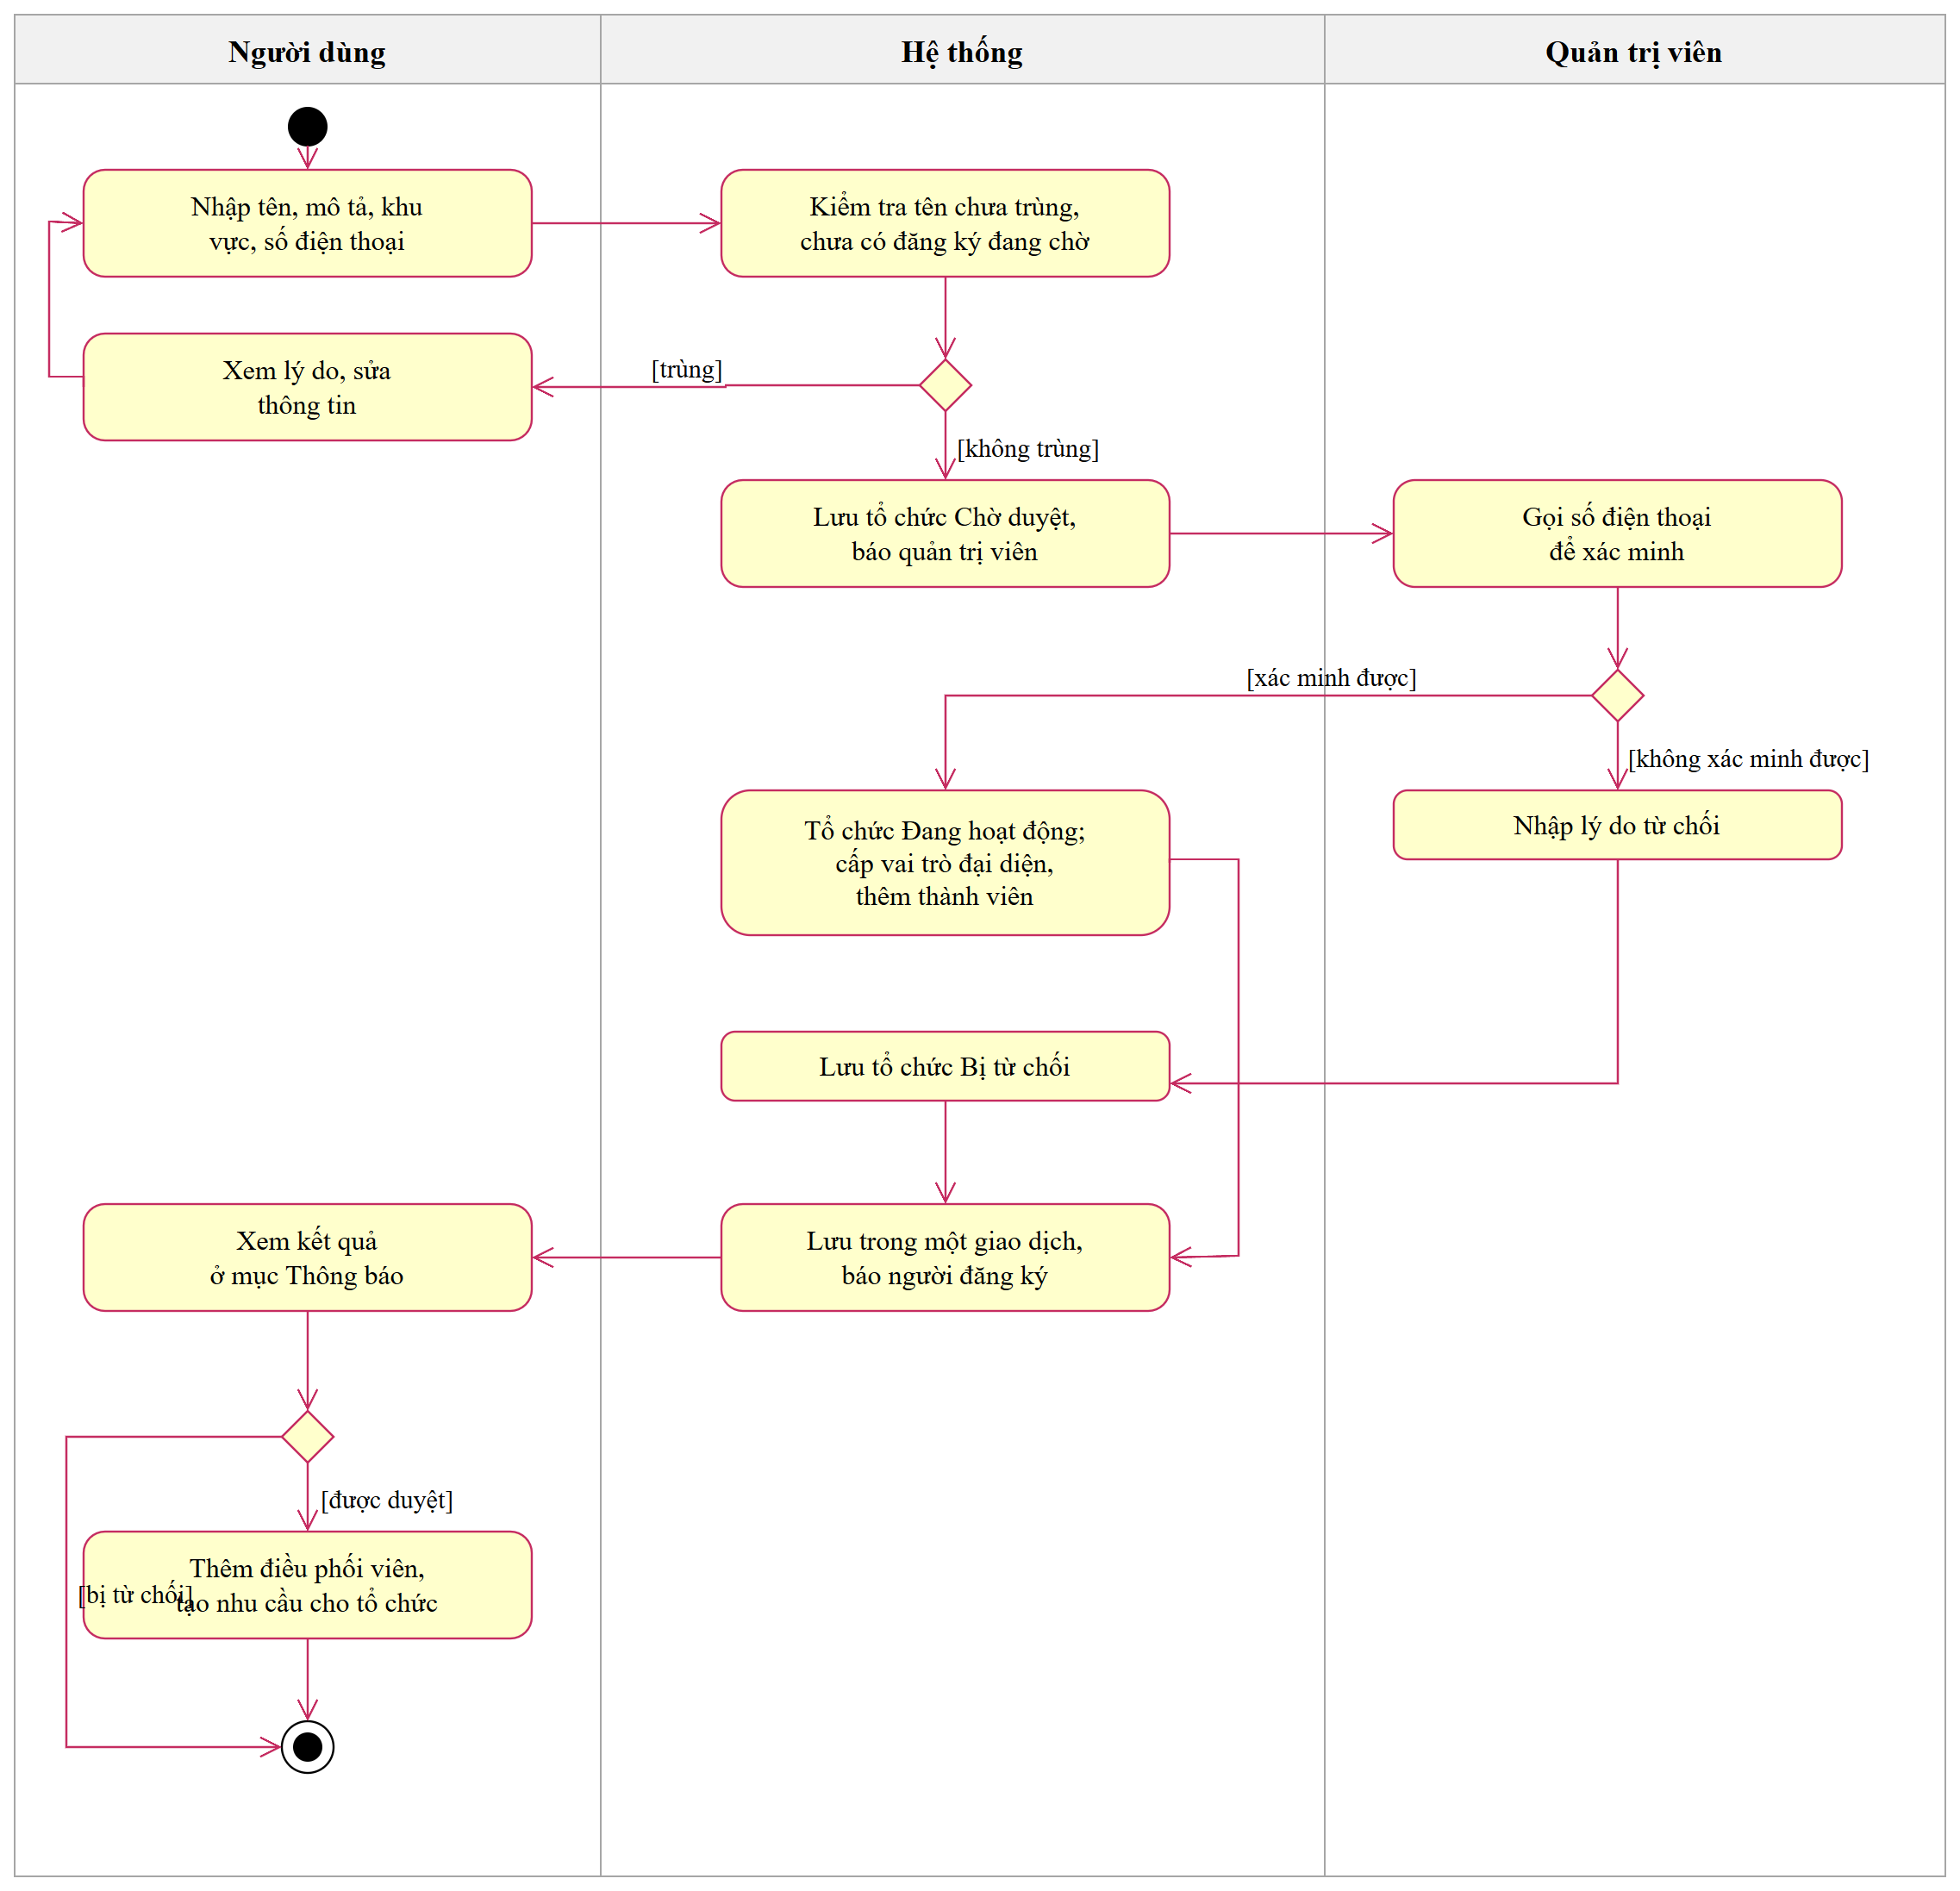 Người dùng
Hệ thống
Quản trị viên
Nhập tên, mô tả, khu
vực, số điện thoại
Kiểm tra tên chưa trùng,
chưa có đăng ký đang chờ
Xem lý do, sửa
thông tin
[trùng]
[không trùng]
Lưu tổ chức Chờ duyệt,
báo quản trị viên
Gọi số điện thoại
để xác minh
[xác minh được]
[không xác minh được]
Tổ chức Đang hoạt động;
cấp vai trò đại diện,
thêm thành viên
Nhập lý do từ chối
Lưu tổ chức Bị từ chối
Xem kết quả
ở mục Thông báo
Lưu trong một giao dịch,
báo người đăng ký
[được duyệt]
Thêm điều phối viên,
tạo nhu cầu cho tổ chức
[bị từ chối]